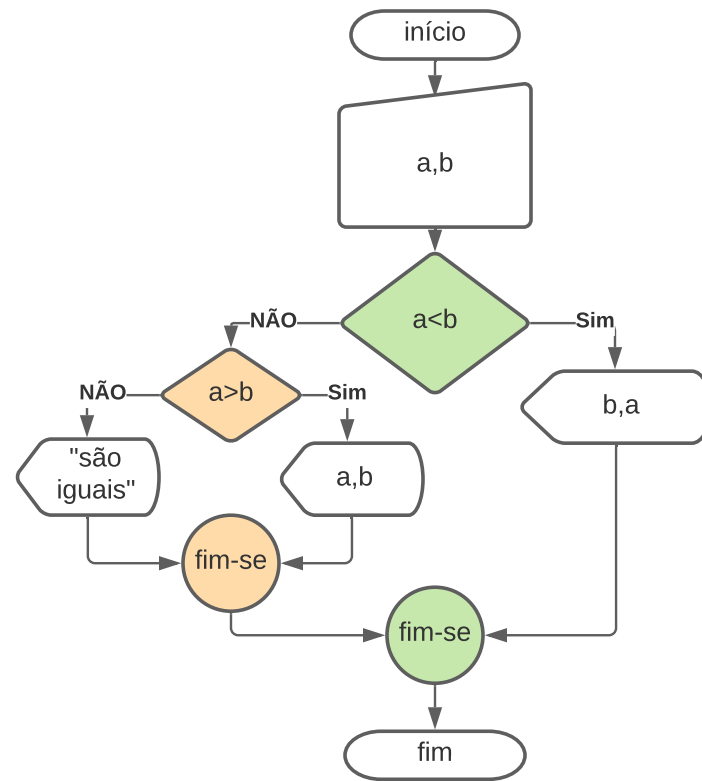 início
a,b
a<b
NÃO
Sim
a>b
b,a
NÃO
Sim
"são
iguais"
a,b
fim-se
fim-se
fim